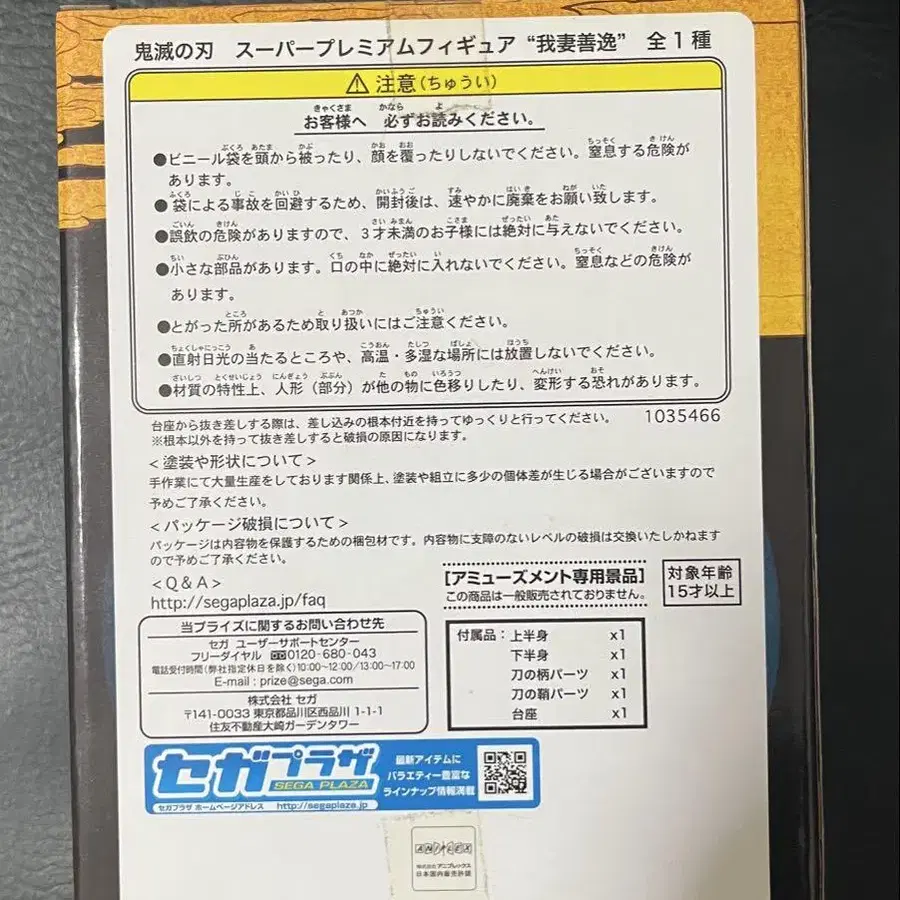 鬼滅の刃　スーパープレミアムフィギュア “我妻善逸”　全1種
⚠ 注意(ちゅうい)
お客様へ　必ずお読みください。
●ビニール袋を頭から被ったり、顔を覆ったりしないでください。窒息する危険が
あります。
●袋による事故を回避するため、開封後は、速やかに廃棄をお願い致します。
●誤飲の危険がありますので、3才未満のお子様には絶対に与えないでください。
●小さな部品があります。口の中に絶対に入れないでください。窒息などの危険が
あります。
●とがった所があるため取り扱いにはご注意ください。
●直射日光の当たるところや、高温・多湿な場所には放置しないでください。
●材質の特性上、人形（部分）が他の物に色移りしたり、変形する恐れがあります。
台座から抜き差しする際は、差し込みの根本付近を持ってゆっくりと行ってください。　1035466
※根本以外を持って抜き差しすると破損の原因になります。
＜塗装や形状について＞
手作業にて大量生産をしております関係上、塗装や組立に多少の個体差が生じる場合がございますので
予めご了承ください。
＜パッケージ破損について＞
パッケージは内容物を保護するための梱包材です。内容物に支障のないレベルの破損は交換いたしかねます
ので予めご了承ください。
＜Q&A＞
http://segaplaza.jp/faq
[アミューズメント専用景品]
この商品は一般販売されておりません。
対象年齢
15才以上
当プライズに関するお問い合わせ先
セガ ユーザーサポートセンター
フリーダイヤル 0120-680-043
電話受付時間(弊社指定休日を除く)10:00~12:00/13:00~17:00
E-mail : prize@sega.com
株式会社 セガ
〒141-0033 東京都品川区西品川 1-1-1
住友不動産大崎ガーデンタワー
付属品：上半身　x1
下半身　x1
刀の柄パーツ　x1
刀の鞘パーツ　x1
台座　x1
セガプラザ
SEGA PLAZA
セガプラザ ホームページアドレス　http://segaplaza.jp
最新アイテムに
バラエティー豊富な
ラインナップ情報満載
ANIPLEX
株式会社 アニプレックス
日本国内販売許諾